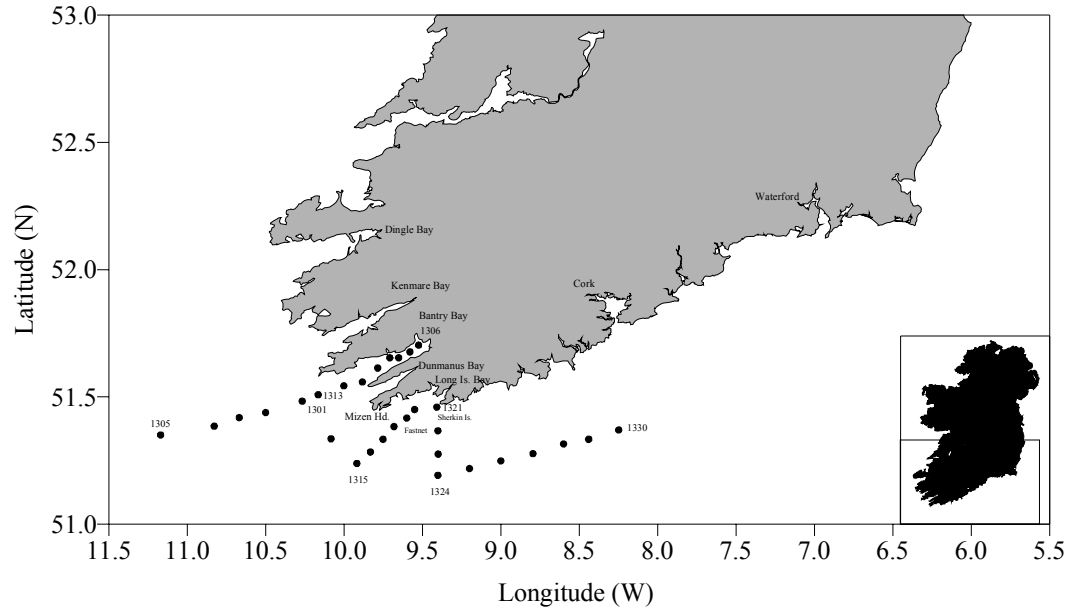 53.0
52.5
52.0
51.5
51.0
Latitude (N)
Waterford
Dingle Bay
Cork
Kenmare Bay
Bantry Bay
1306
Dunmanus Bay
Long Is. Bay
1313
1301
1321
Mizen Hd.
Sherkin Is.
Fastnet
1305
1330
1315
1324
11.5 11.0 10.5 10.0 9.5 9.0 8.5 8.0 7.5 7.0 6.5 6.0 5.5
Longitude (W)